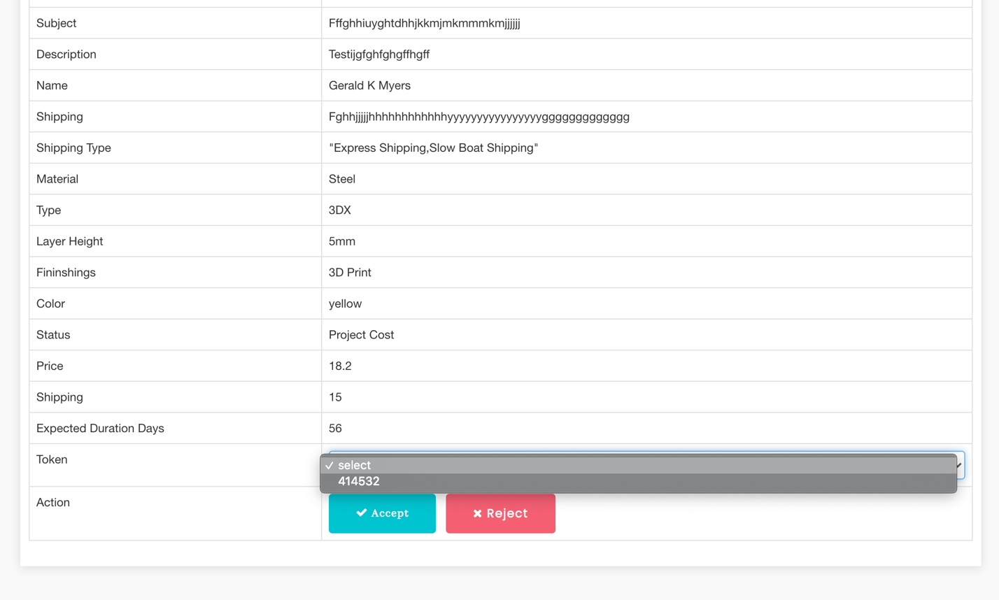 Subject Fffghhiuyghtdhhjkkmjmkmmmkmjjjjjj
Description Testijgfghfghgffhgff
Name Gerald K Myers
Shipping Fghhjjjjjhhhhhhhhhhhhyyyyyyyyyyyyyyyyggggggggggggg
Shipping Type "Express Shipping,Slow Boat Shipping"
Material Steel
Type 3DX
Layer Height 5mm
Fininshings 3D Print
Color yellow
Status Project Cost
Price 18.2
Shipping 15
Expected Duration Days 56
Token select
414532
Action Accept Reject